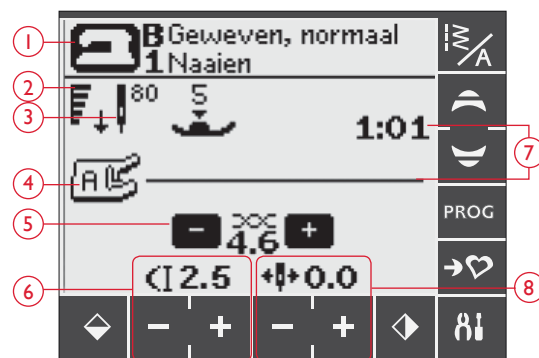 1
B Geweven, normaal
1 Naaien
A
2
3
80
5
1:01
7
4
A
5
- 4.6 +
PROG
6
2.5
0.0
8
- + - +